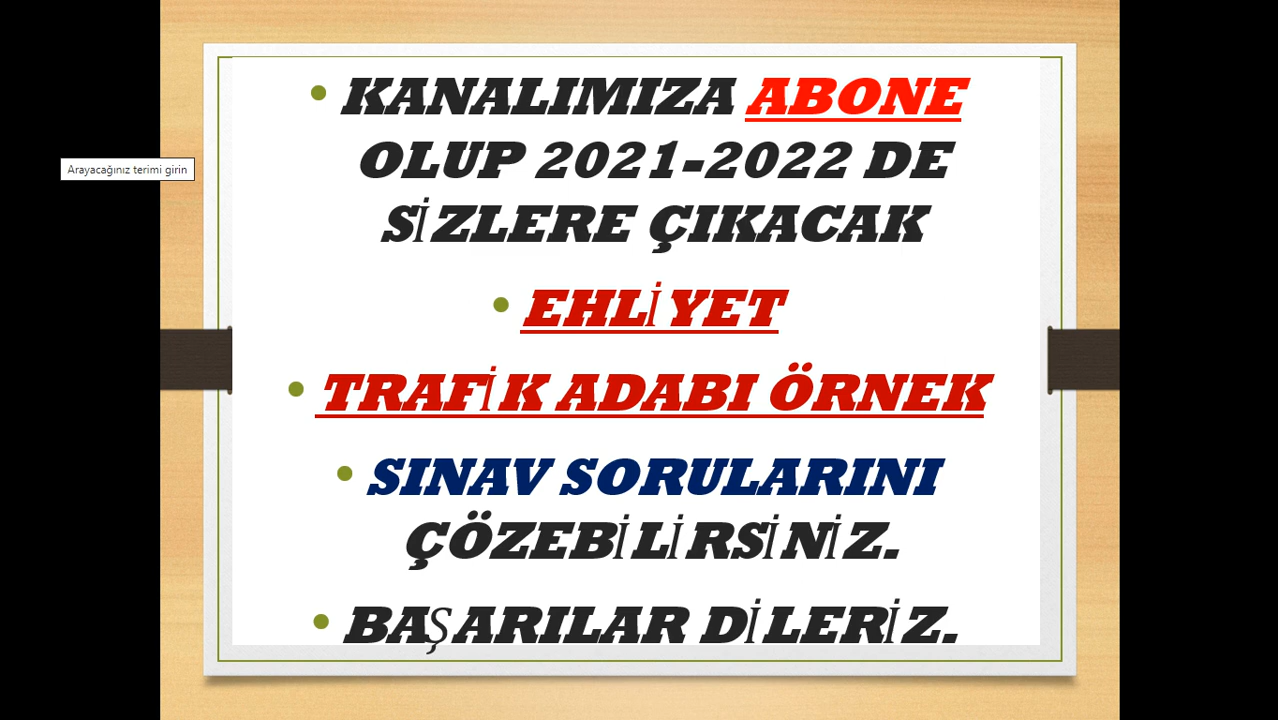 • KANALIMIZA ABONE
OLUP 2021-2022 DE
Arayacağınız terimi girin
SİZLERE ÇIKACAK
• EHLİYET
• TRAFİK ADABI ÖRNEK
• SINAV SORULARINI
ÇÖZEBİLİRSİNİZ.
• BAŞARILAR DİLERİZ.